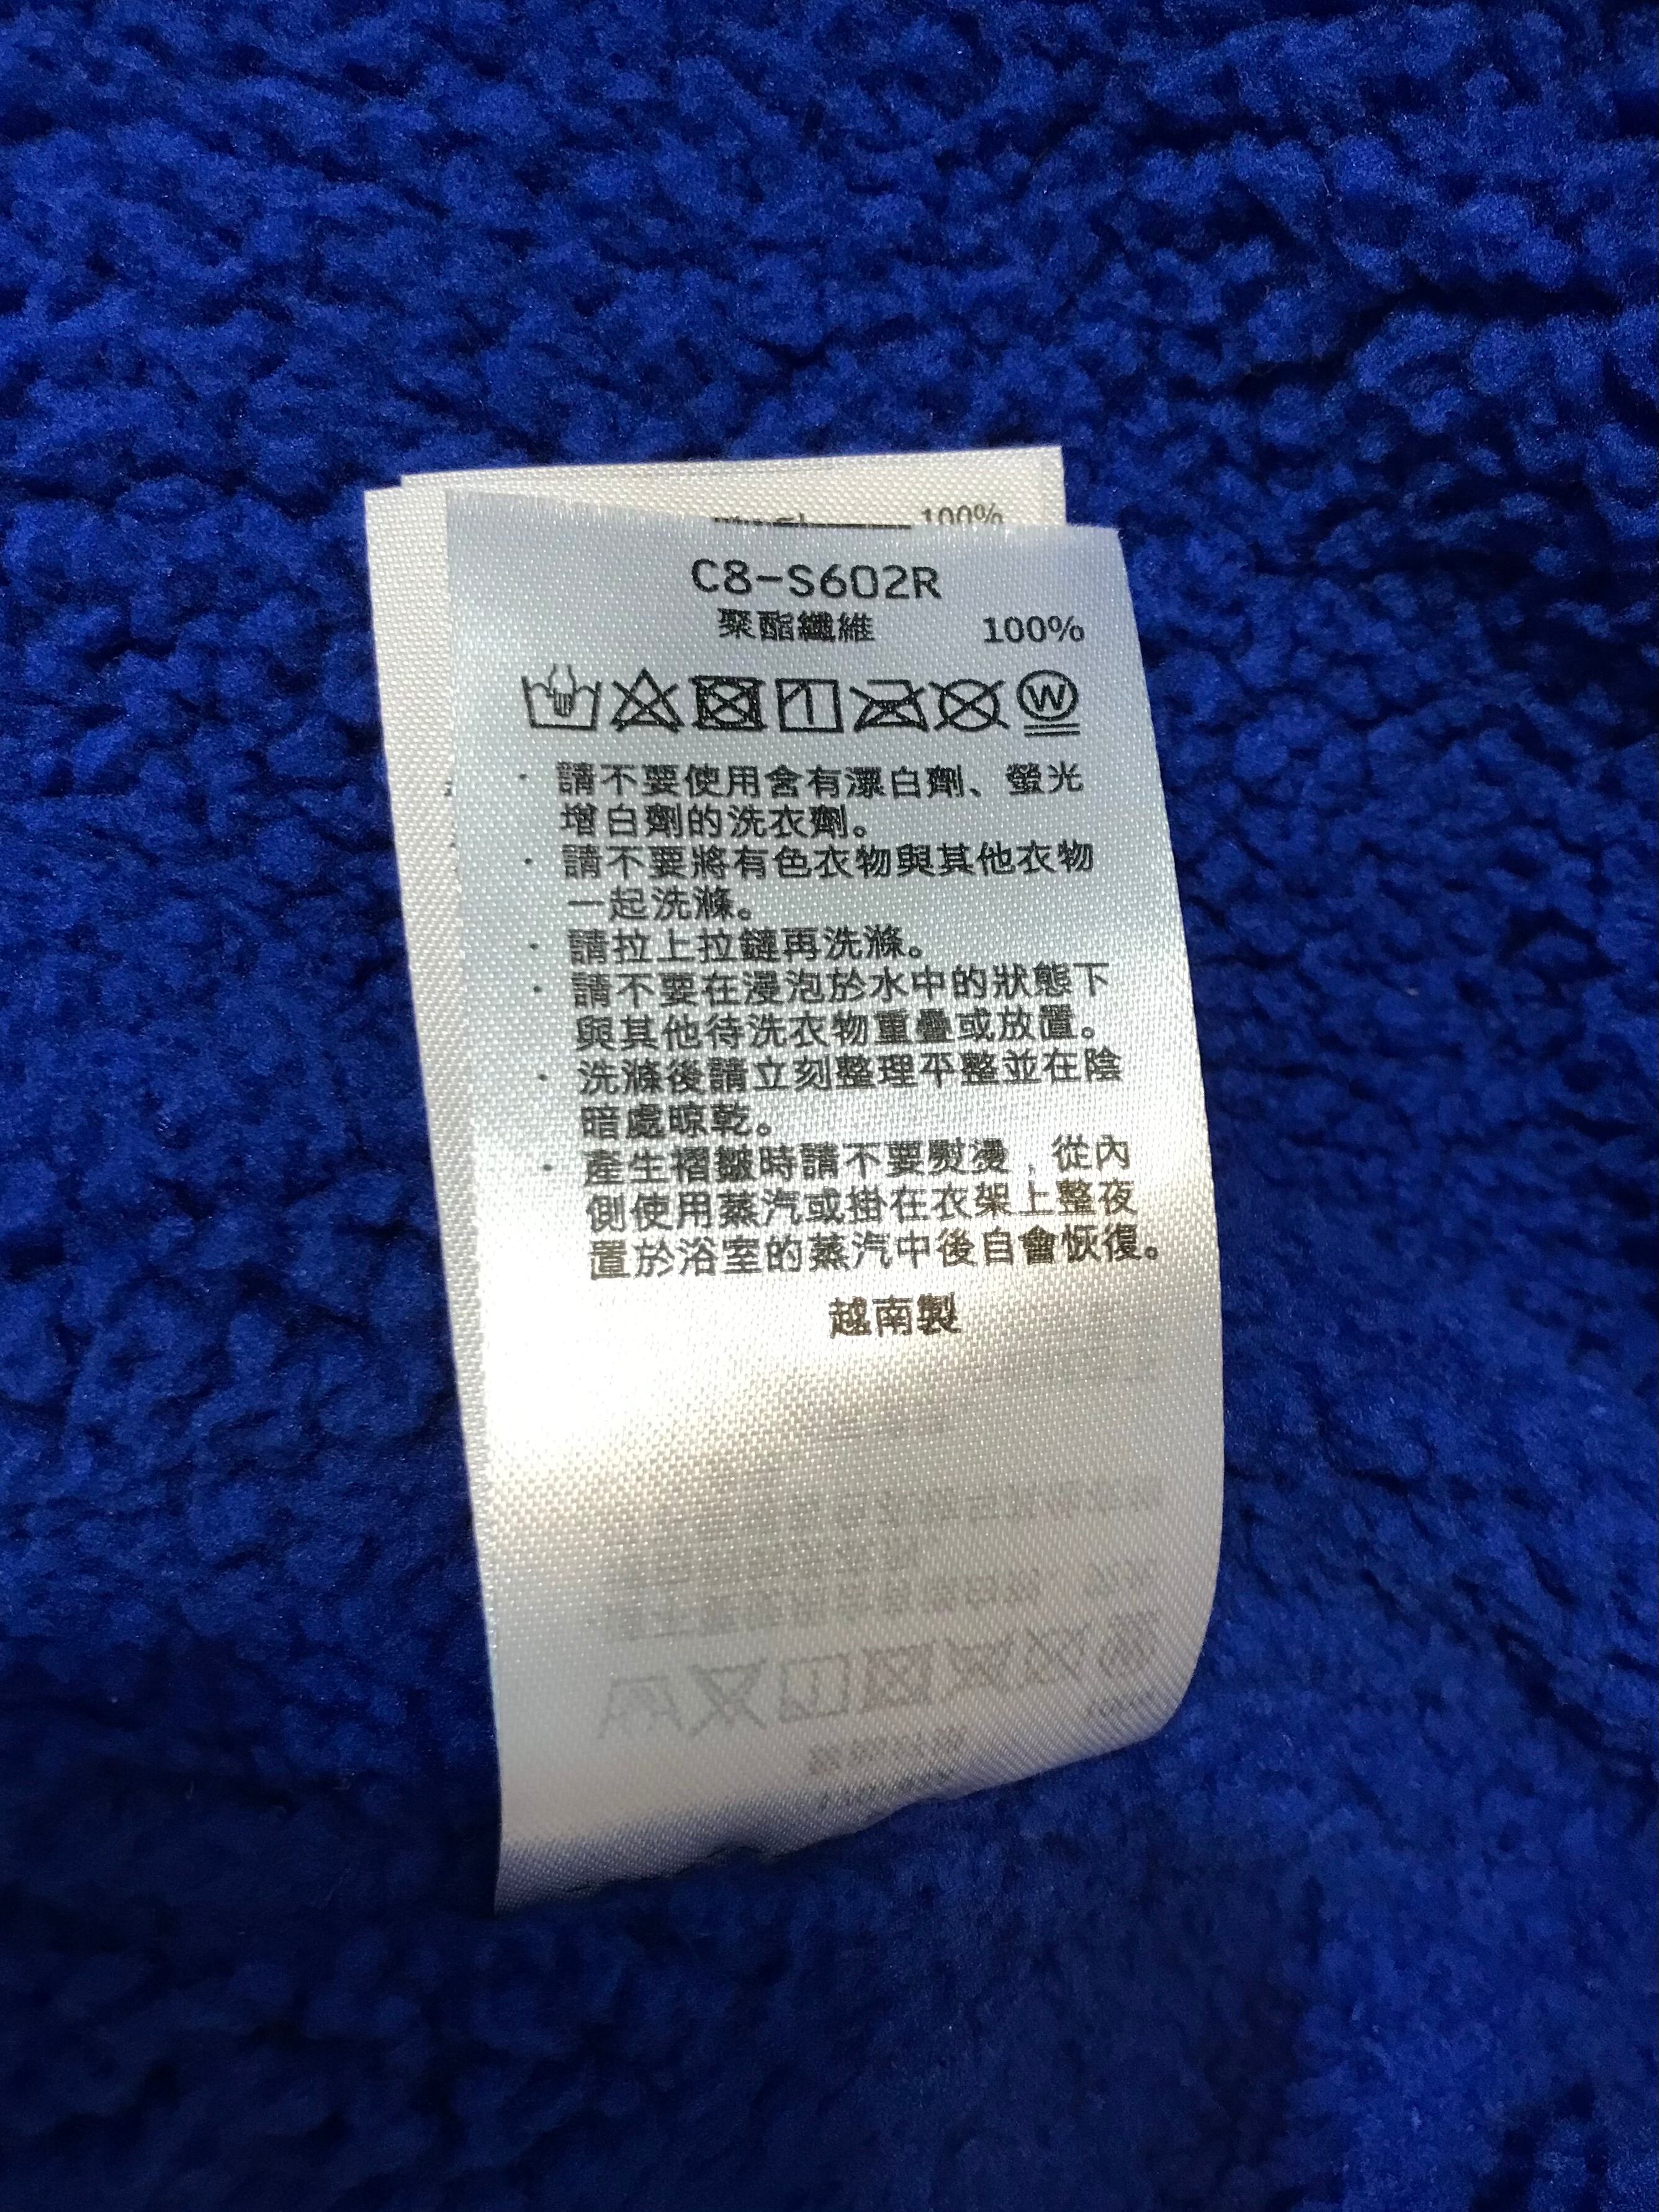 100%
C8-S602R
聚酯纖維 100%
W
・請不要使用含有漂白劑、螢光
增白劑的洗衣劑。
・請不要將有色衣物與其他衣物
一起洗滌。
・請拉上拉鏈再洗滌。
・請不要在浸泡於水中的狀態下
與其他待洗衣物重疊或放置。
・洗滌後請立刻整理平整並在陰
暗處晾乾。
・產生褶皺時請不要熨燙,從內
側使用蒸汽或掛在衣架上整夜
置於浴室的蒸汽中後自會恢復。
越南製